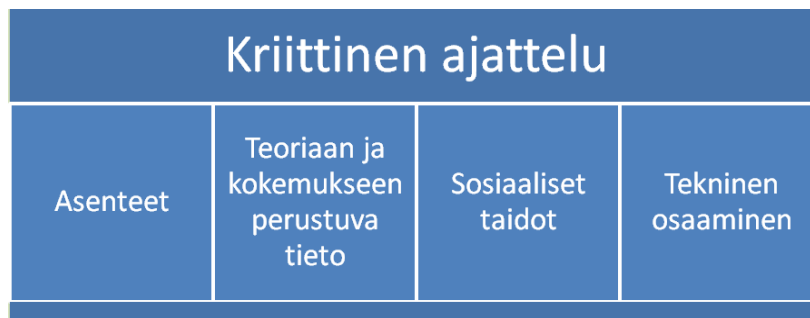 Kriittinen ajattelu
Asenteet
Teoriaan ja
kokemukseen
perustuva
tieto
Sosiaaliset
taidot
Tekninen
osaaminen